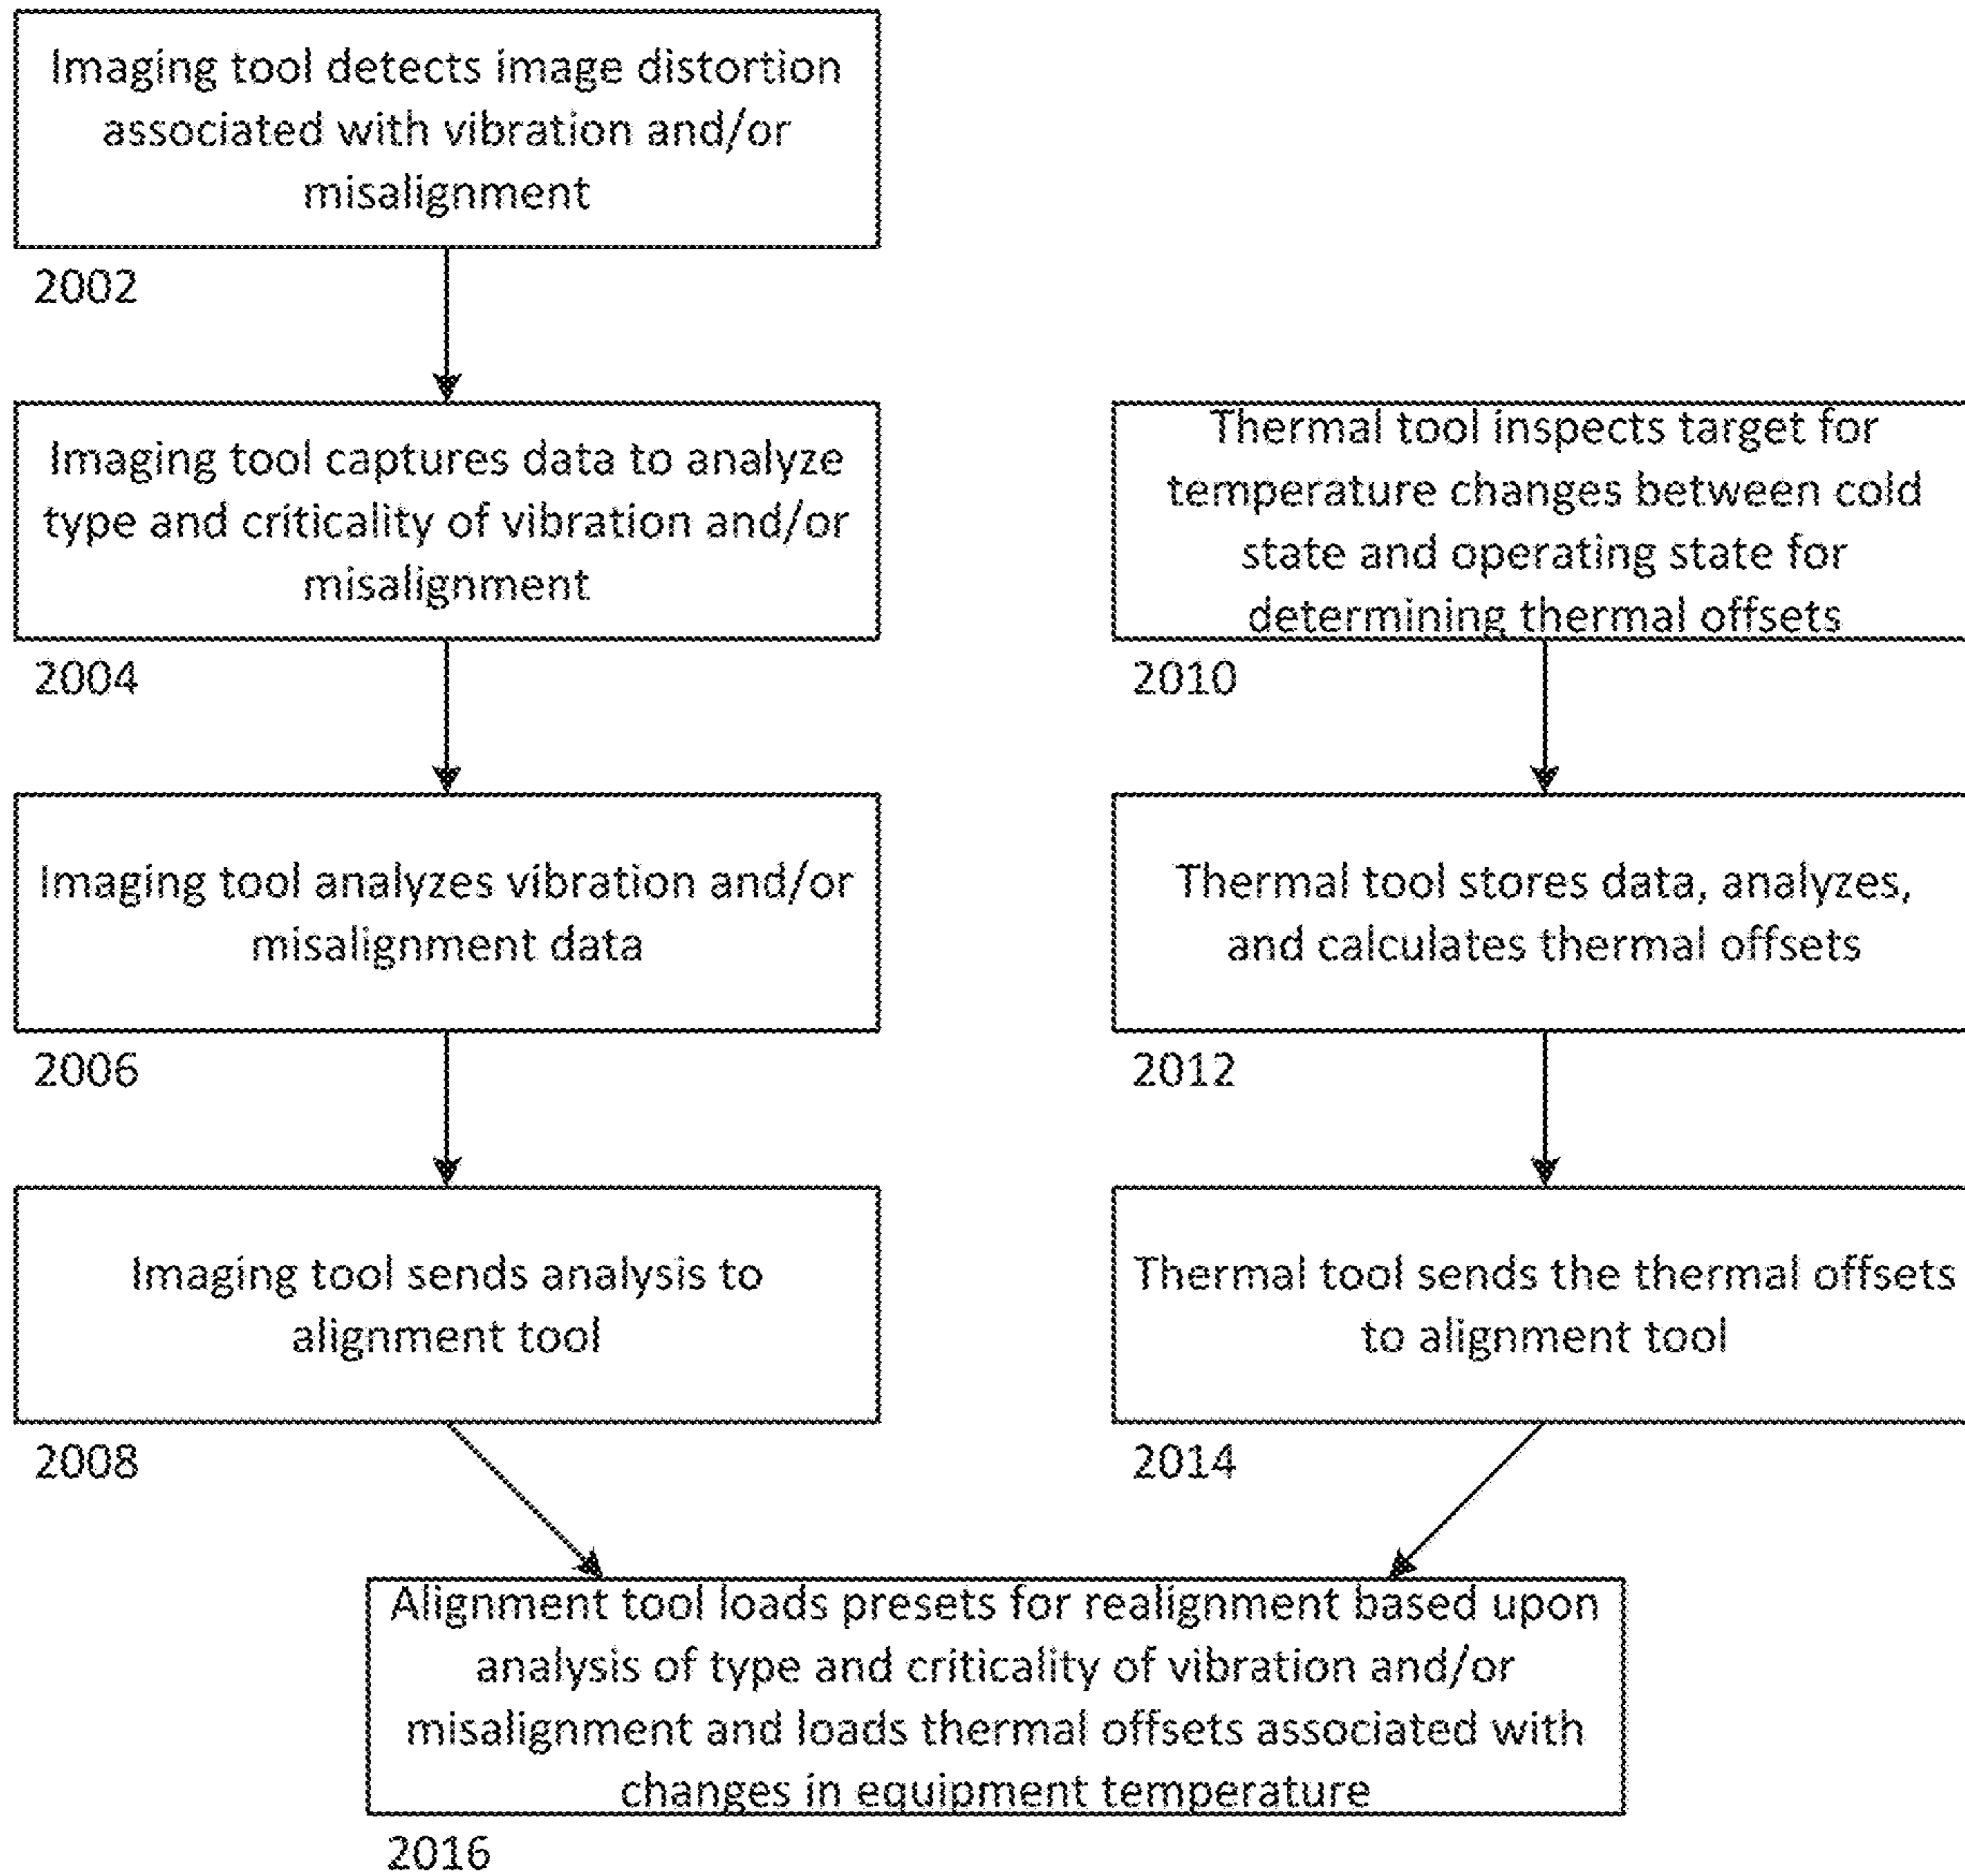 Imaging tool detects image distortion
associated with vibration and/or
misalignment
2002
Imaging tool captures data to analyze
type and criticality of vibration and/or
misalignment
2004
Imaging tool analyzes vibration and/or
misalignment data
2006
Imaging tool sends analysis to
alignment tool
2008
Thermal tool inspects target for
temperature changes between cold
state and operating state for
determining thermal offsets
2010
Thermal tool stores data, analyzes,
and calculates thermal offsets
2012
Thermal tool sends the thermal offsets
to alignment tool
2014
Alignment tool loads presets for realignment based upon
analysis of type and criticality of vibration and/or
misalignment and loads thermal offsets associated with
changes in equipment temperature
2016